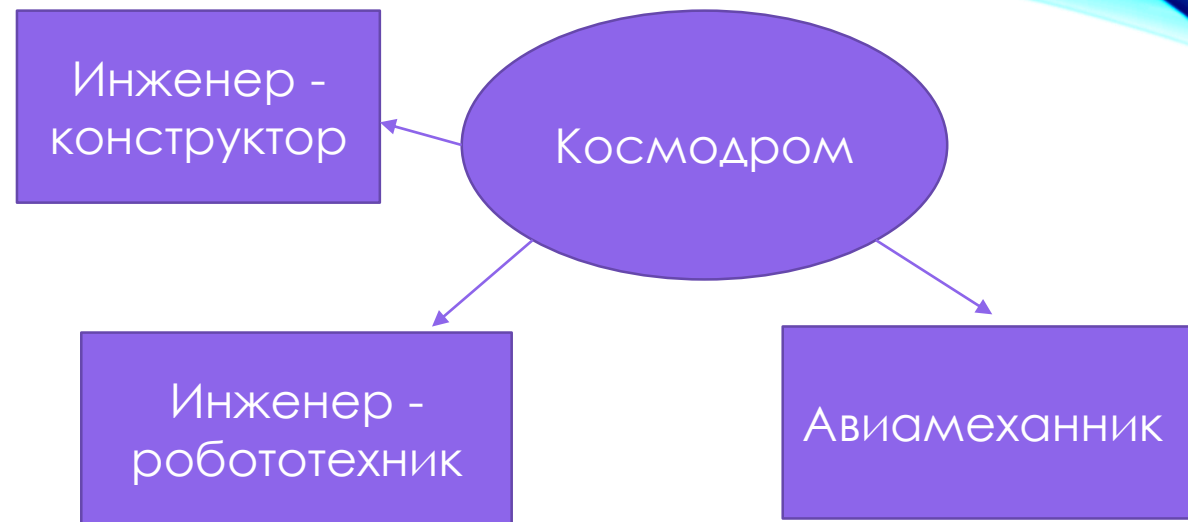 Инженер -
конструктор
Космодром
Инженер -
робототехник
Авиамеханник